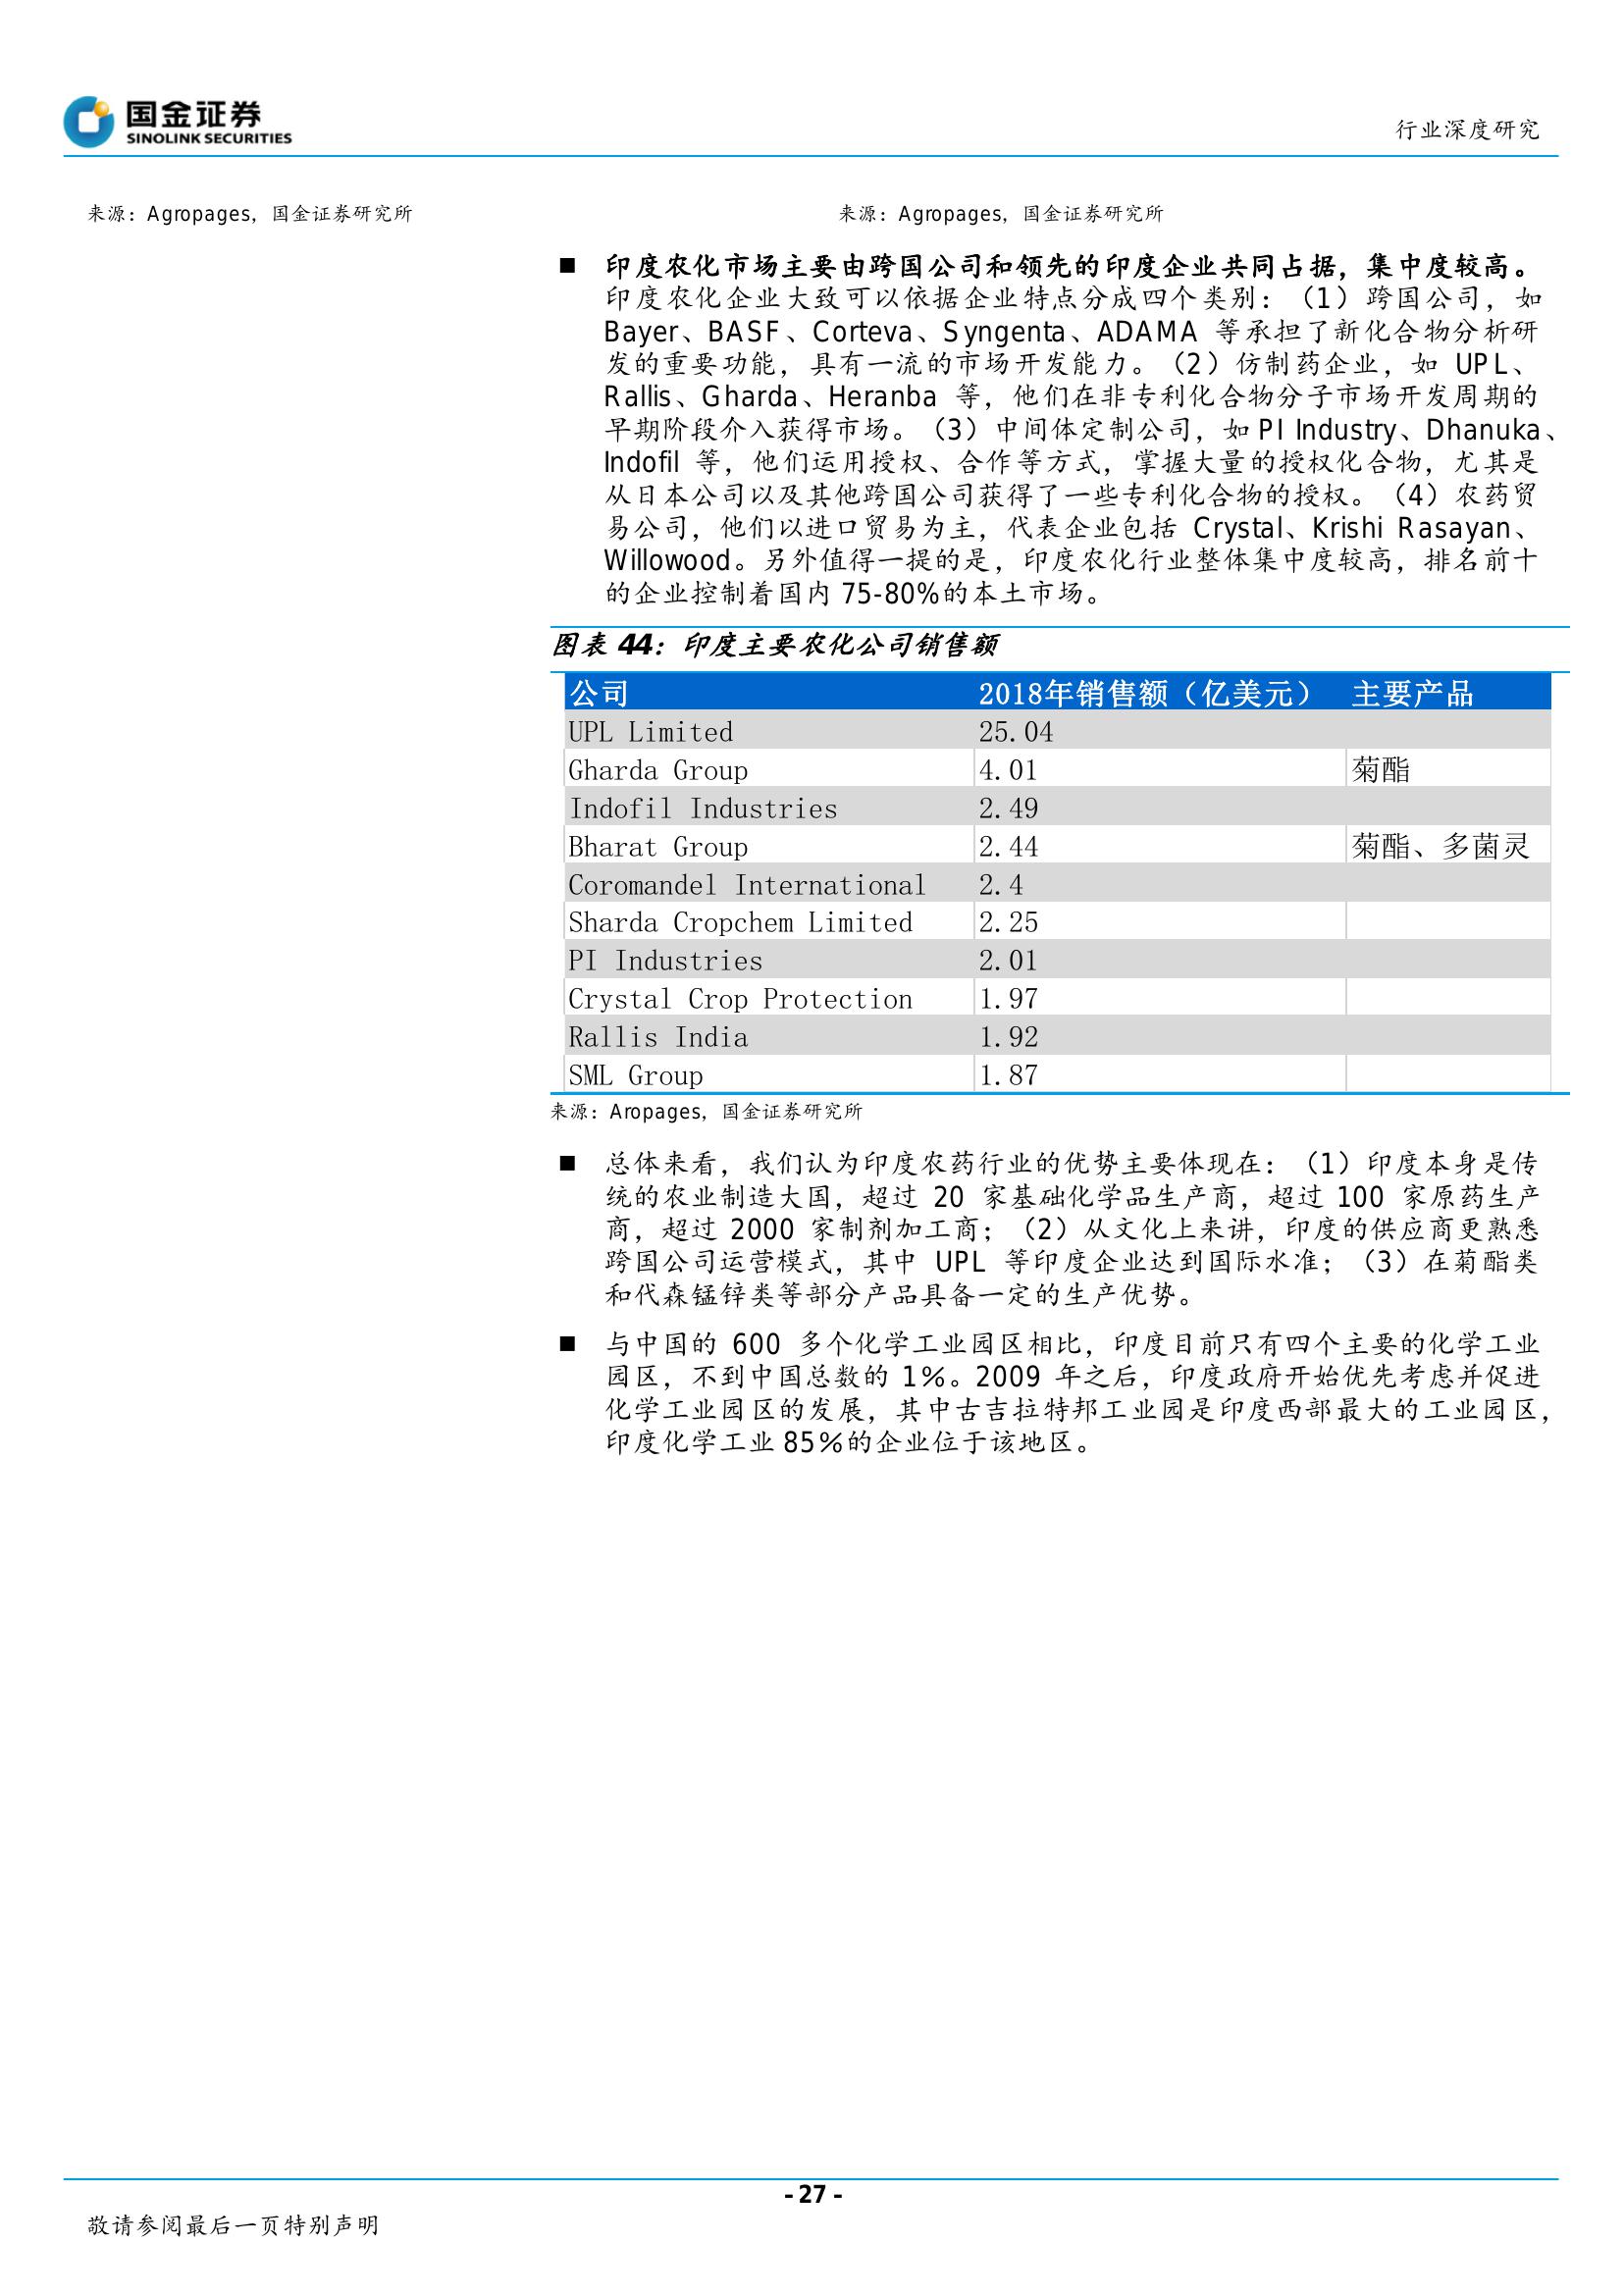 国金证券
SINOLINK SECURITIES
行业深度研究
来源：Agropages，国金证券研究所
来源：Agropages，国金证券研究所
■ 印度农化市场主要由跨国公司和领先的印度企业共同占据，集中度较高。
印度农化企业大致可以依据企业特点分成四个类别：（1）跨国公司，如
Bayer、BASF、Corteva、Syngenta、ADAMA 等承担了新化合物分析研
发的重要功能，具有一流的市场开发能力。（2）仿制药企业，如 UPL、
Rallis、Gharda、Heranba 等，他们在非专利化合物分子市场开发周期的
早期阶段介入获得市场。（3）中间体定制公司，如 PI Industry、Dhanuka、
Indofil 等，他们运用授权、合作等方式，掌握大量的授权化合物，尤其是
从日本公司以及其他跨国公司获得了一些专利化合物的授权。（4）农药贸
易公司，他们以进口贸易为主，代表企业包括 Crystal、Krishi Rasayan、
Willowood。另外值得一提的是，印度农化行业整体集中度较高，排名前十
的企业控制着国内 75-80%的本土市场。
图表 44：印度主要农化公司销售额
公司 2018年销售额（亿美元） 主要产品
UPL Limited 25.04
Gharda Group 4.01 菊酯
Indofil Industries 2.49
Bharat Group 2.44 菊酯、多菌灵
Coromandel International 2.4
Sharda Cropchem Limited 2.25
PI Industries 2.01
Crystal Crop Protection 1.97
Rallis India 1.92
SML Group 1.87
来源：Aropages，国金证券研究所
■ 总体来看，我们认为印度农药行业的优势主要体现在：（1）印度本身是传
统的农业制造大国，超过 20 家基础化学品生产商，超过 100 家原药生产
商，超过 2000 家制剂加工商；（2）从文化上来讲，印度的供应商更熟悉
跨国公司运营模式，其中 UPL 等印度企业达到国际水准；（3）在菊酯类
和代森锰锌类等部分产品具备一定的生产优势。
■ 与中国的 600 多个化学工业园区相比，印度目前只有四个主要的化学工业
园区，不到中国总数的 1%。2009 年之后，印度政府开始优先考虑并促进
化学工业园区的发展，其中古吉拉特邦工业园是印度西部最大的工业园区，
印度化学工业 85%的企业位于该地区。
- 27 -
敬请参阅最后一页特别声明